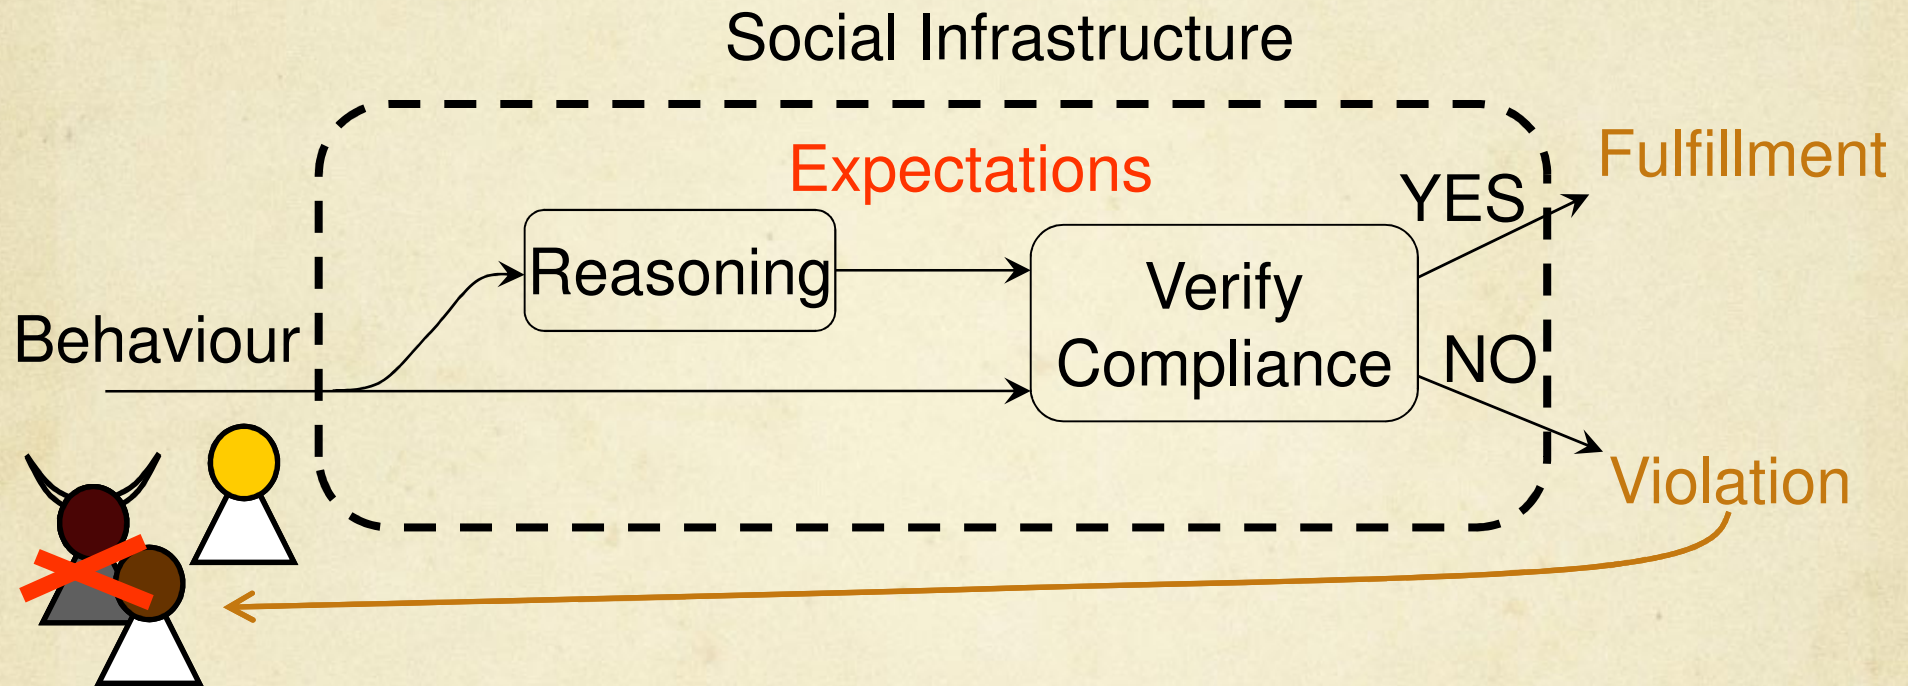 Social Infrastructure
Expectations
Fulfillment
YES
Reasoning
Verify
Compliance
Behaviour
NO
Violation